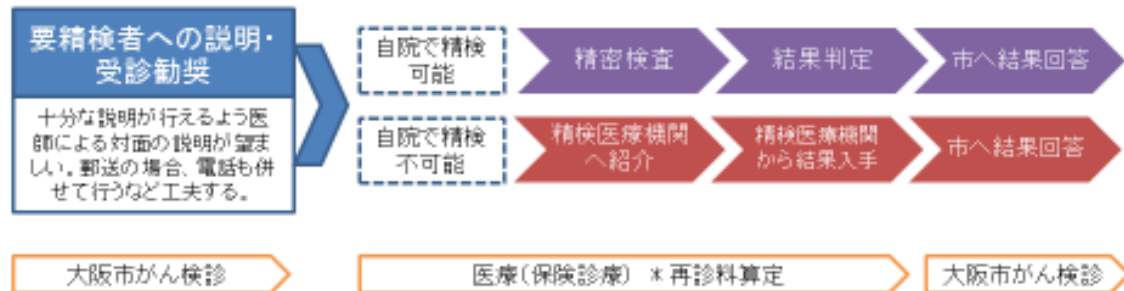 要精検者への説明・
受診勧奨
十分な説明が行えるよう医
師による対面の説明が望ま
しい。郵送の場合、電話も併
せて行うなど工夫する。
自院で精検
可能
精密検査
結果判定
市へ結果回答
自院で精検
不可能
精検医療機関
へ紹介
精検医療機関
から結果入手
市へ結果回答
大阪市がん検診
医療(保険診療) *再診料算定
大阪市がん検診